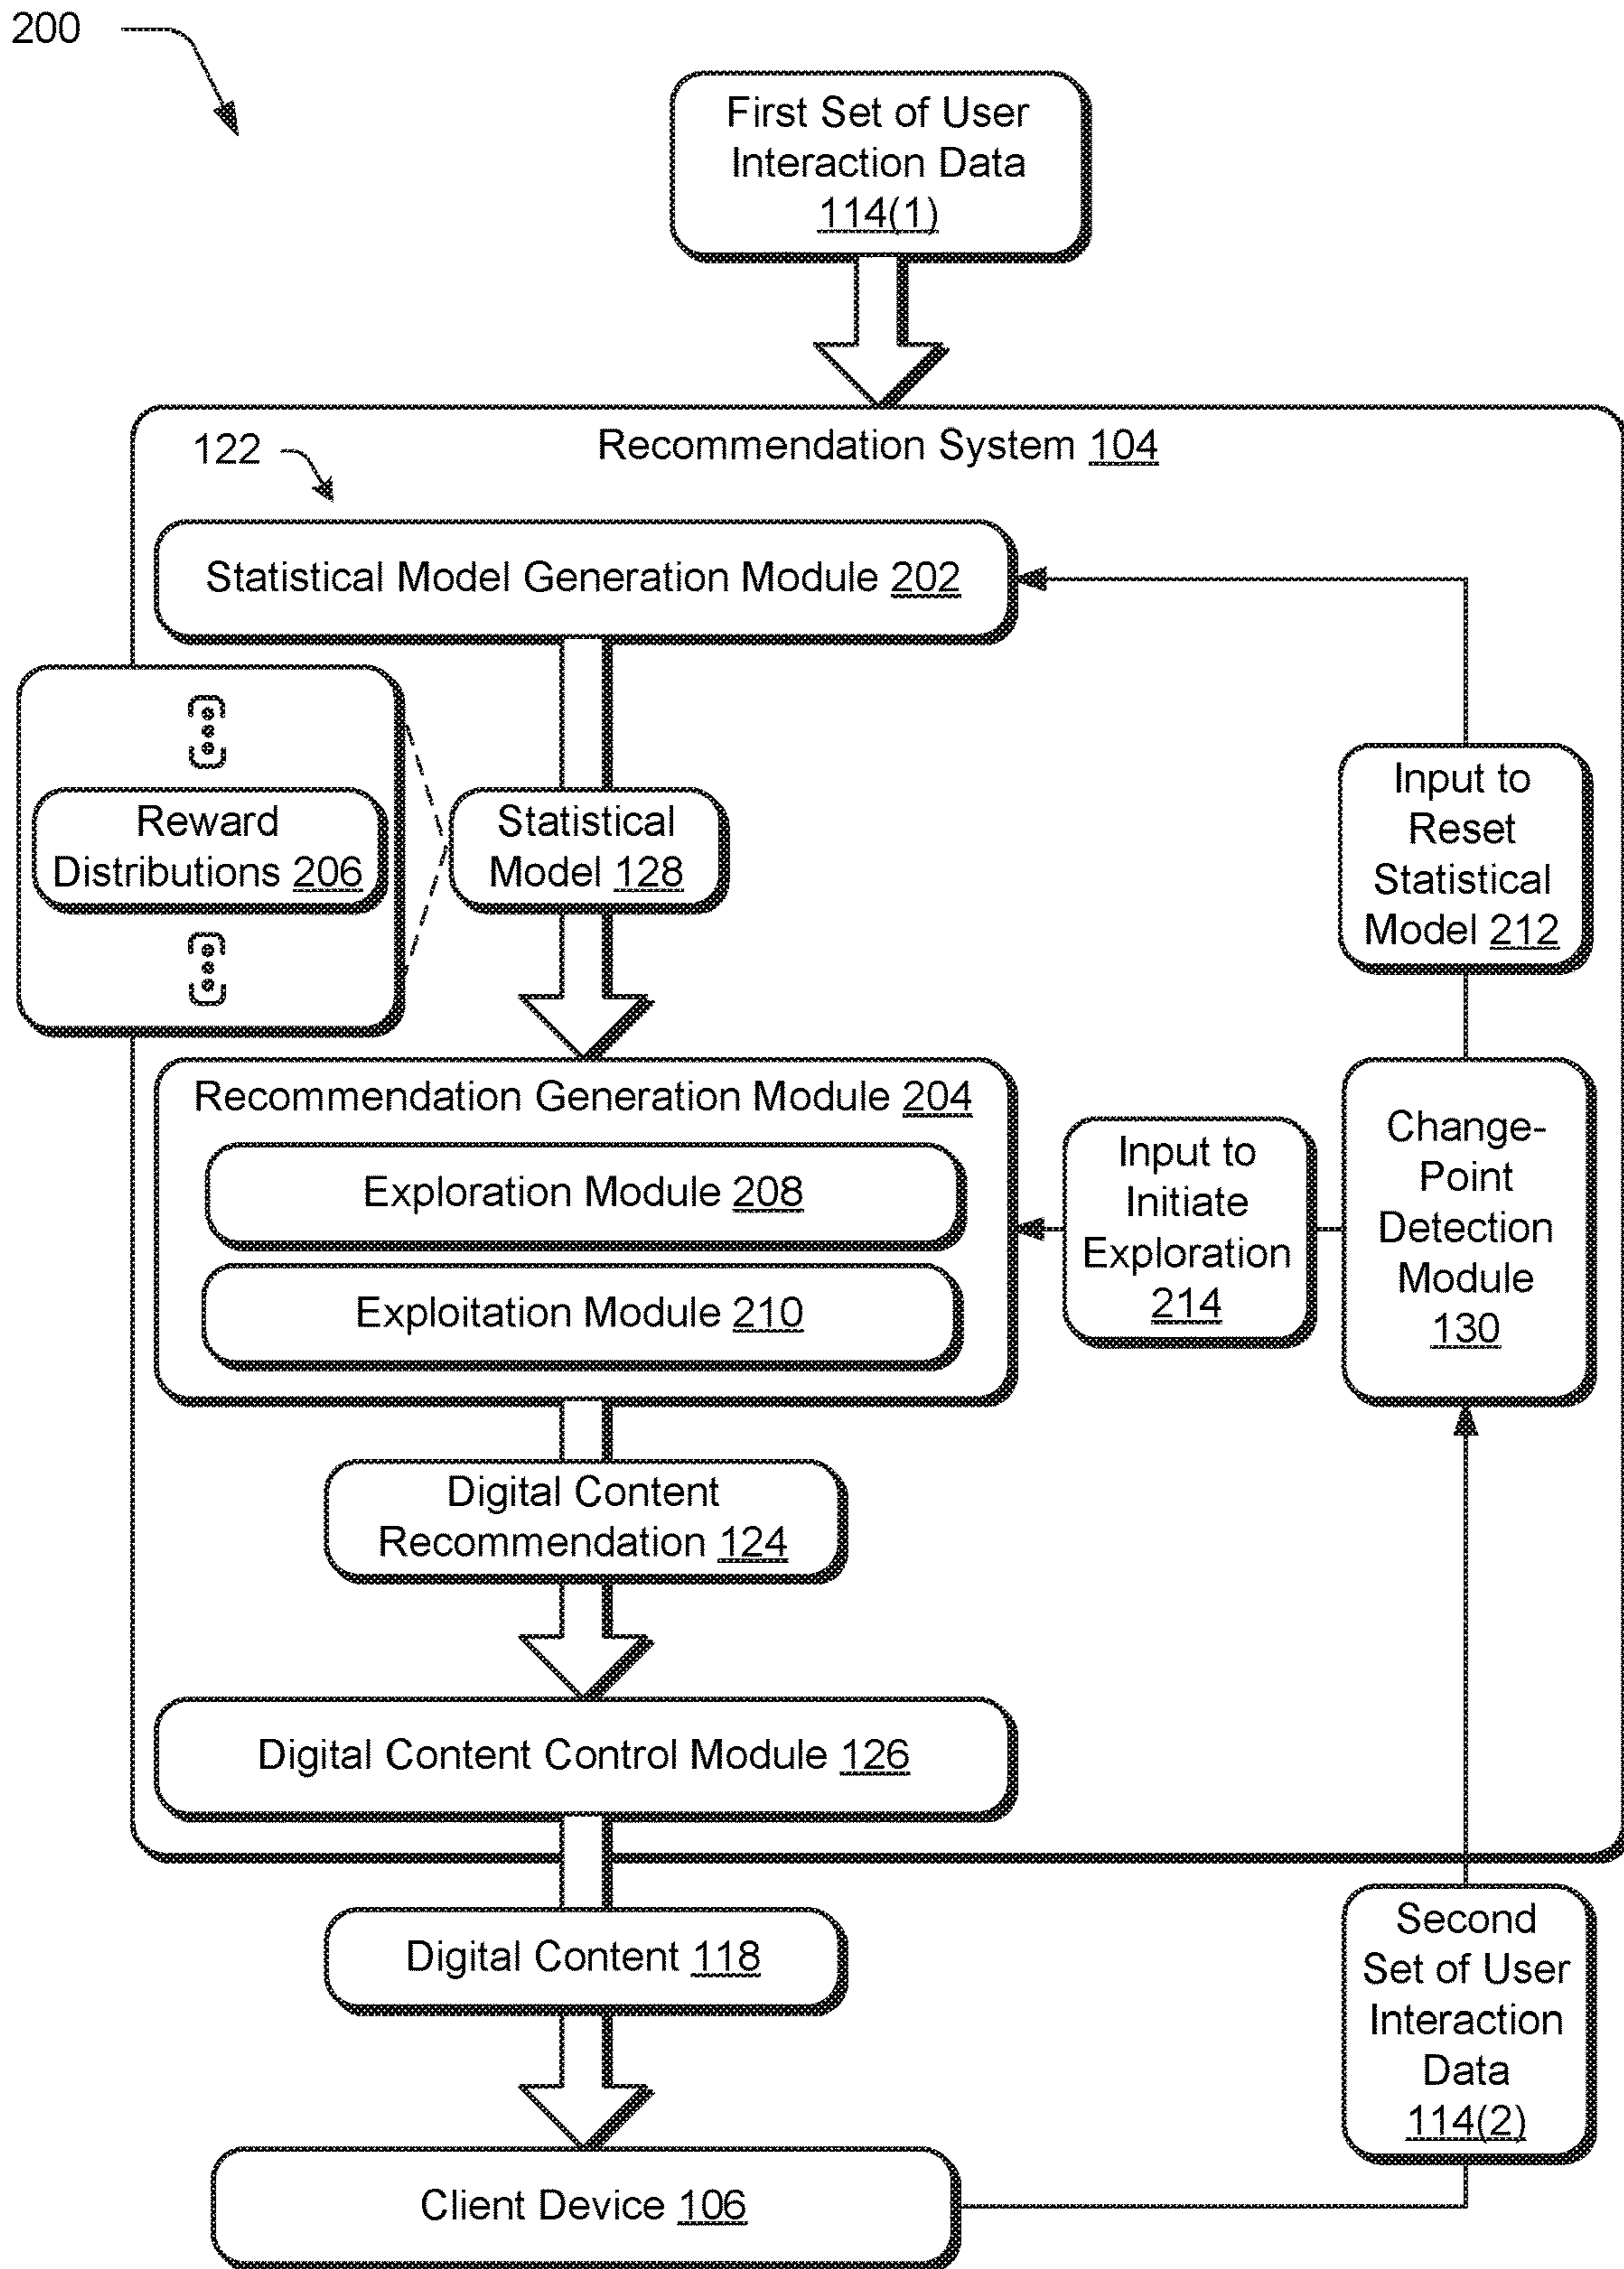 200
First Set of User
Interaction Data
114(1)
Recommendation System 104
122
Statistical Model Generation Module 202
Reward
Distributions 206
Statistical
Model 128
Input to
Reset
Statistical
Model 212
Recommendation Generation Module 204
Exploration Module 208
Exploitation Module 210
Input to
Initiate
Exploration
214
Change-
Point
Detection
Module
130
Digital Content
Recommendation 124
Digital Content Control Module 126
Digital Content 118
Second
Set of User
Interaction
Data
114(2)
Client Device 106